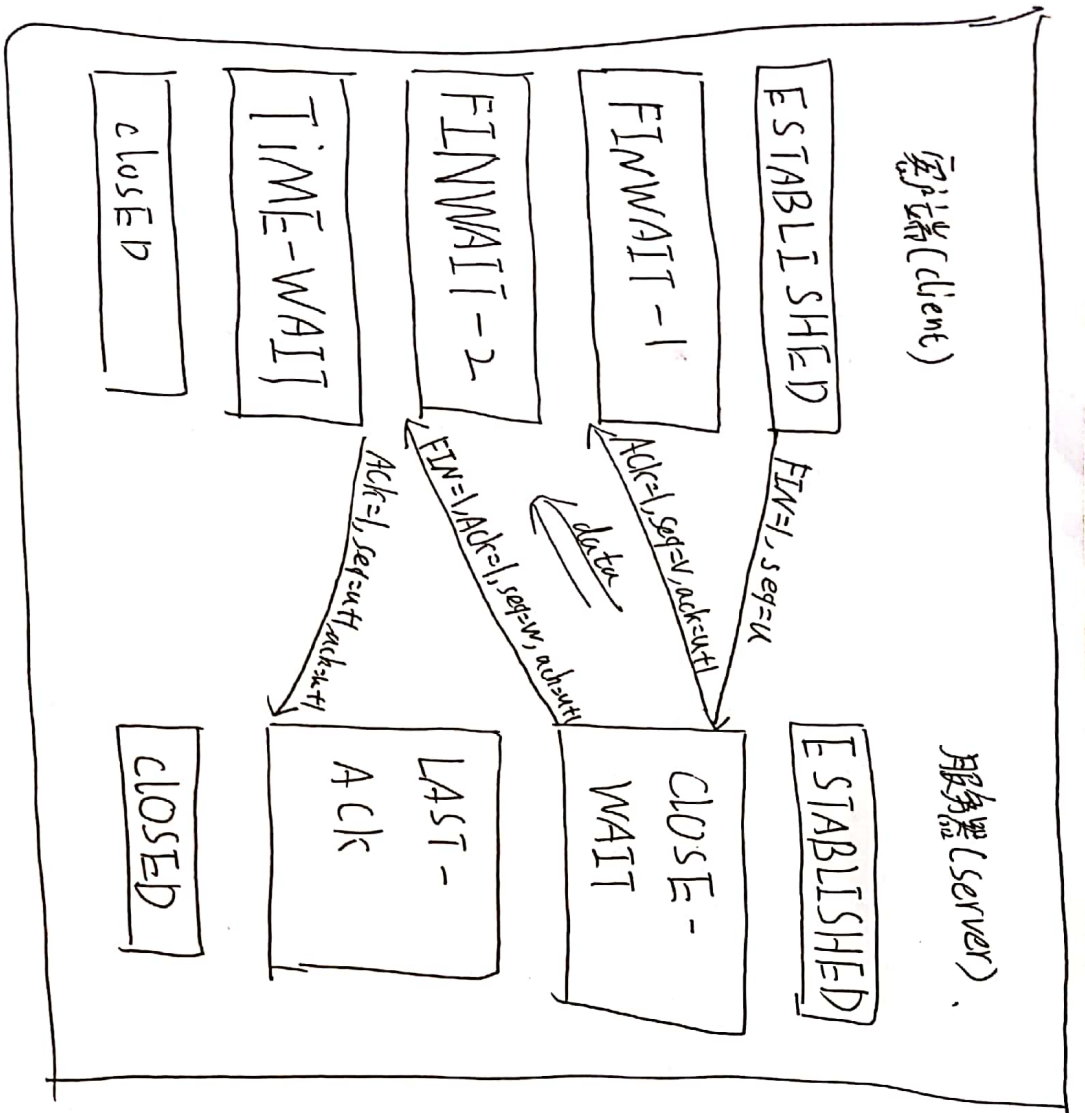 客户端(client)
服务器(server).
ESTABLISHED
ESTABLISHED
FIN=1, seq=u
FINWAIT-1
CLOSE-
WAIT
ACK=1, seq=v, ack=u+1
data
FINWAIT-2
FIN=1, ACK=1, seq=w, ack=u+1
LAST-
ACK
TIME-WAIT
ACK=1, seq=u+1, ack=u+1
closED
CLOSED